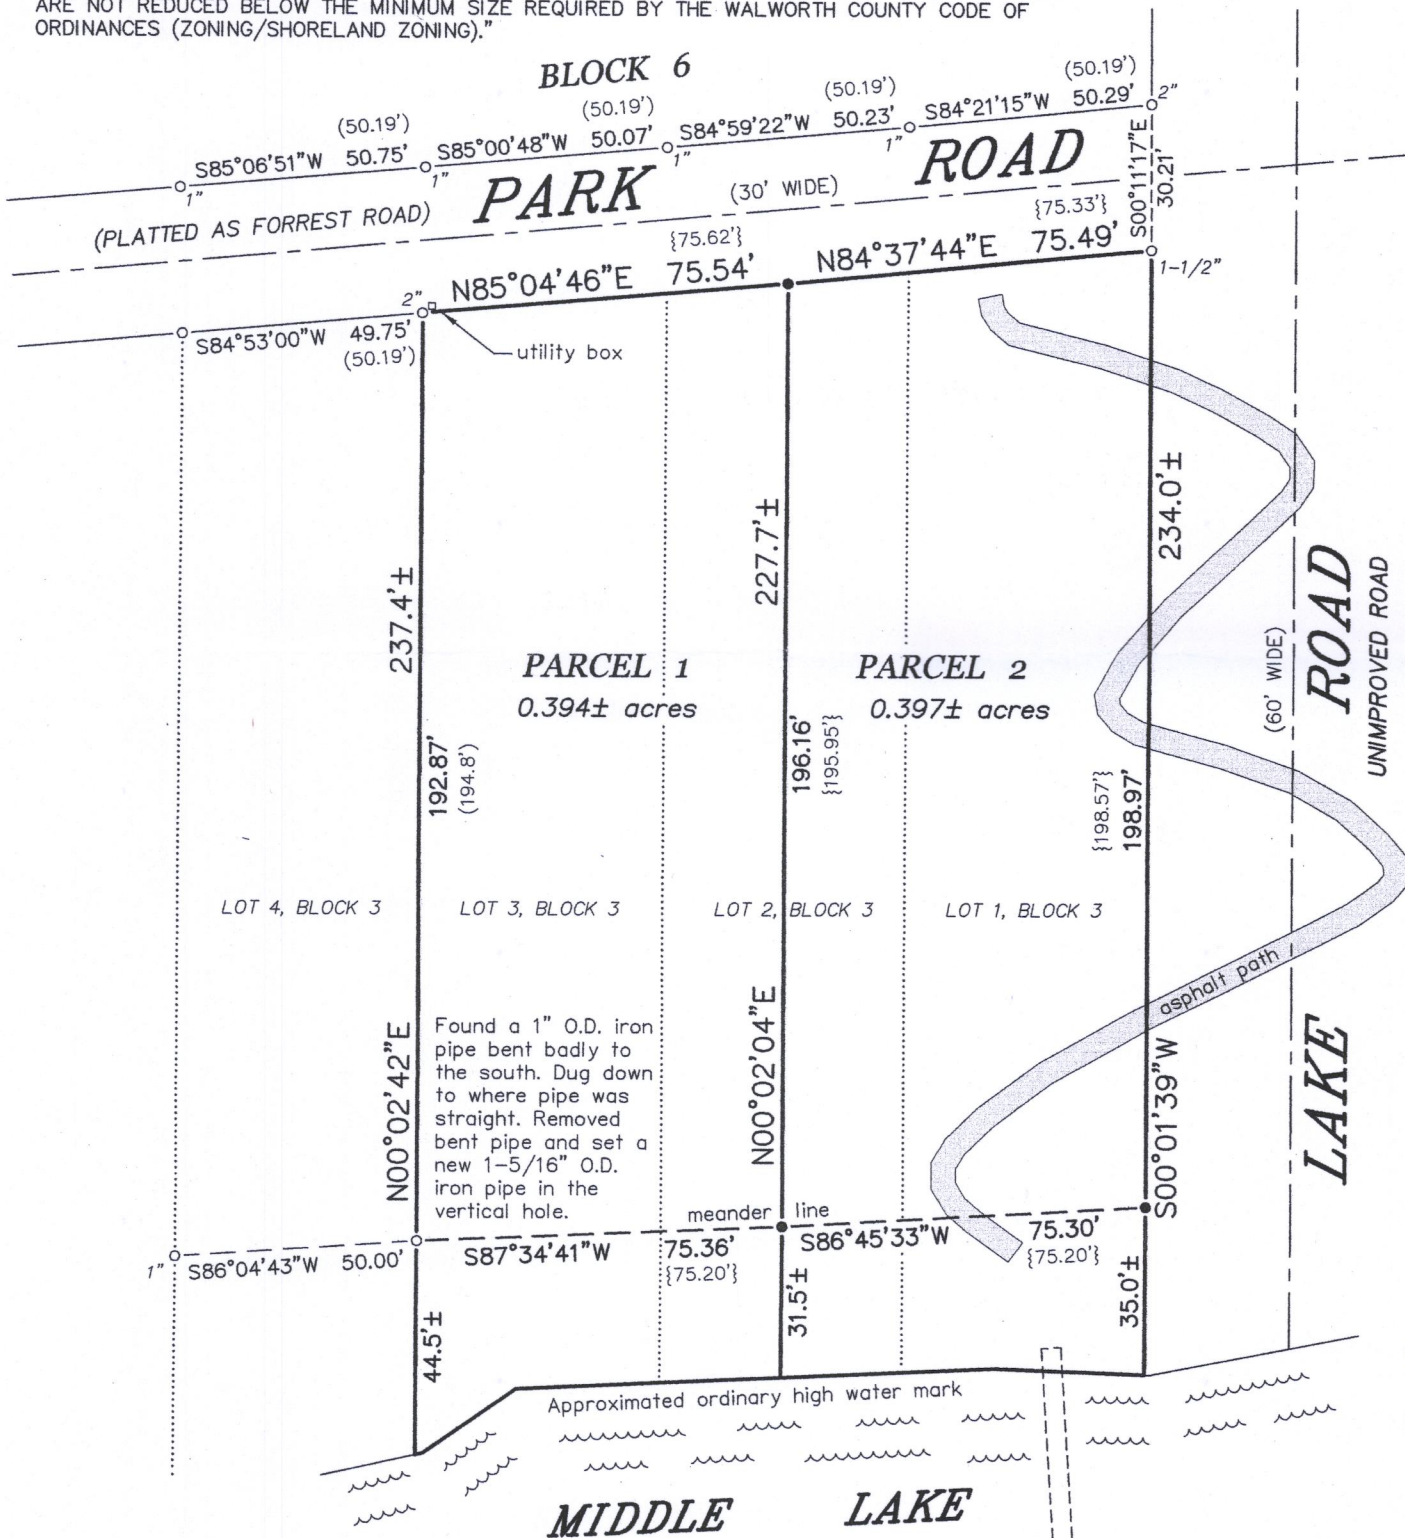 ARE NOT REDUCED BELOW THE MINIMUM SIZE REQUIRED BY THE WALWORTH COUNTY CODE OF
ORDINANCES (ZONING/SHORELAND ZONING)."
BLOCK 6
(50.19')
(50.19')
(50.19')
(50.19')
S85°06'51"W 50.75'
S85°00'48"W 50.07'
S84°59'22"W 50.23'
S84°21'15"W 50.29'
2"
1"
1"
1"
1"
S00°11'17"E
30.21'
(PLATTED AS FORREST ROAD)
PARK ROAD
(30' WIDE)
{75.62'}
{75.33'}
N85°04'46"E 75.54'
N84°37'44"E 75.49'
1-1/2"
2"
S84°53'00"W 49.75'
(50.19')
utility box
237.4'±
192.87'
(194.8')
227.7'±
196.16'
{195.95'}
234.0'±
{198.57'}
198.97'
PARCEL 1
0.394± acres
PARCEL 2
0.397± acres
(60' WIDE)
LAKE ROAD
UNIMPROVED ROAD
LOT 4, BLOCK 3
LOT 3, BLOCK 3
LOT 2, BLOCK 3
LOT 1, BLOCK 3
asphalt path
N00°02'42"E
Found a 1" O.D. iron
pipe bent badly to
the south. Dug down
to where pipe was
straight. Removed
bent pipe and set a
new 1-5/16" O.D.
iron pipe in the
vertical hole.
N00°02'04"E
S00°01'39"W
meander line
1"
S86°04'43"W 50.00'
S87°34'41"W 75.36'
{75.20'}
S86°45'33"W 75.30'
{75.20'}
44.5'±
31.5'±
35.0'±
Approximated ordinary high water mark
MIDDLE LAKE